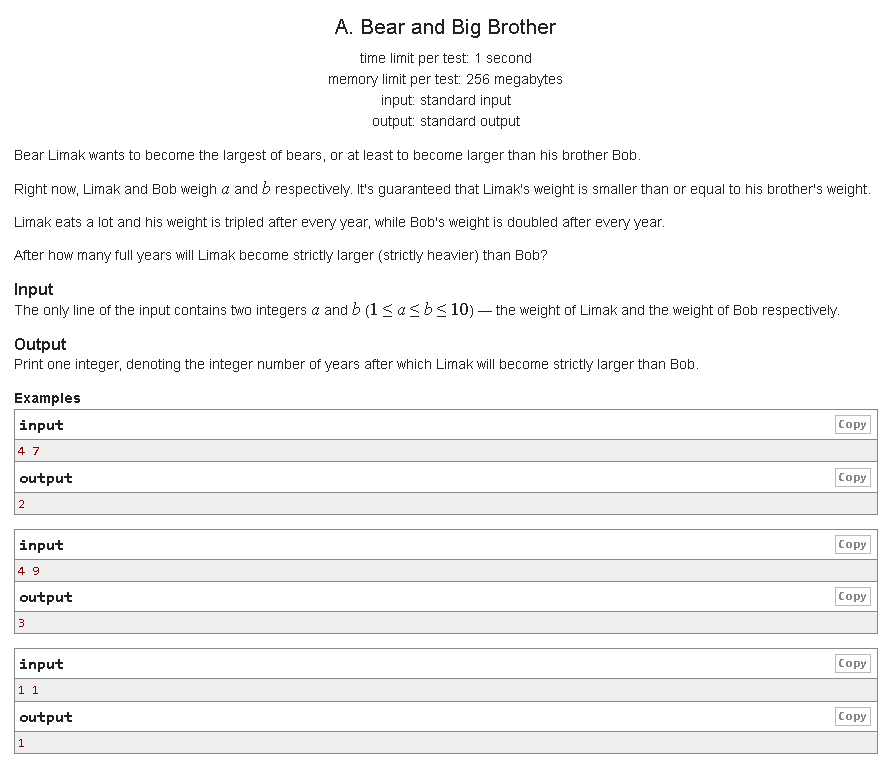 A. Bear and Big Brother
time limit per test: 1 second
memory limit per test: 256 megabytes
input: standard input
output: standard output
Bear Limak wants to become the largest of bears, or at least to become larger than his brother Bob.
Right now, Limak and Bob weigh a and b respectively. It's guaranteed that Limak's weight is smaller than or equal to his brother's weight.
Limak eats a lot and his weight is tripled after every year, while Bob's weight is doubled after every year.
After how many full years will Limak become strictly larger (strictly heavier) than Bob?
Input
The only line of the input contains two integers a and b (1 ≤ a ≤ b ≤ 10) — the weight of Limak and the weight of Bob respectively.
Output
Print one integer, denoting the integer number of years after which Limak will become strictly larger than Bob.
Examples
input Copy
4 7
output Copy
2
input Copy
4 9
output Copy
3
input Copy
1 1
output Copy
1